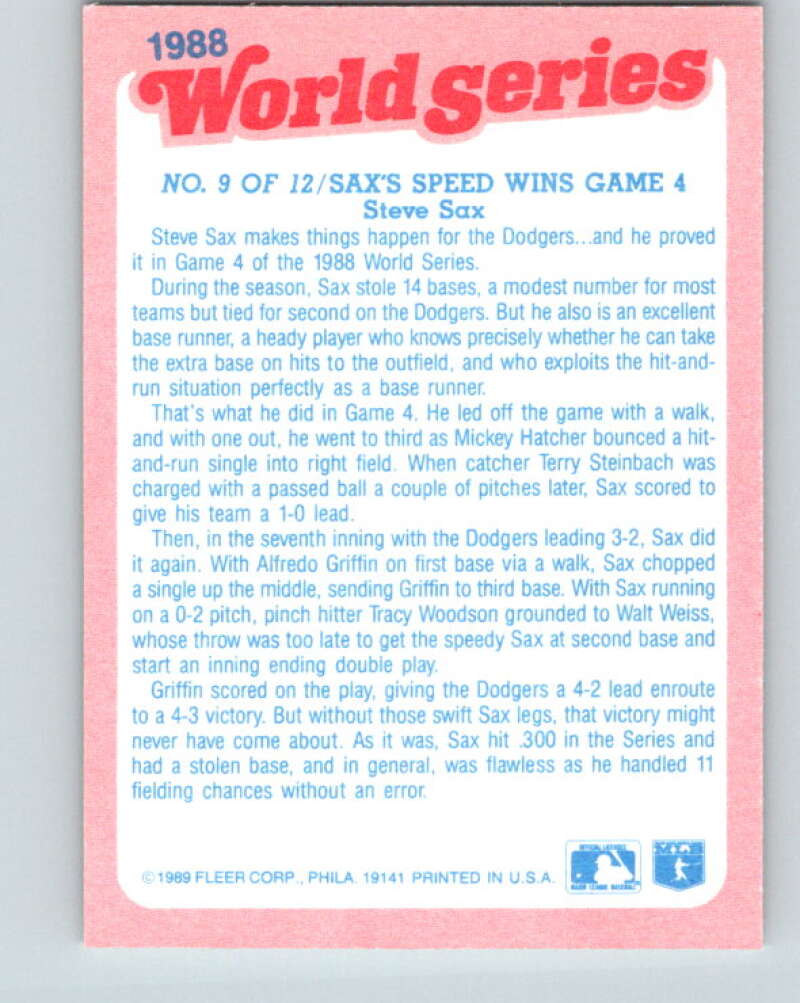 1988
World series
NO. 9 OF 12/SAX'S SPEED WINS GAME 4
Steve Sax
Steve Sax makes things happen for the Dodgers...and he proved
it in Game 4 of the 1988 World Series.
During the season, Sax stole 14 bases, a modest number for most
teams but tied for second on the Dodgers. But he also is an excellent
base runner, a heady player who knows precisely whether he can take
the extra base on hits to the outfield, and who exploits the hit-and-
run situation perfectly as a base runner.
That's what he did in Game 4. He led off the game with a walk,
and with one out, he went to third as Mickey Hatcher bounced a hit-
and-run single into right field. When catcher Terry Steinbach was
charged with a passed ball a couple of pitches later, Sax scored to
give his team a 1-0 lead.
Then, in the seventh inning with the Dodgers leading 3-2, Sax did
it again. With Alfredo Griffin on first base via a walk, Sax chopped
a single up the middle, sending Griffin to third base. With Sax running
on a 0-2 pitch, pinch hitter Tracy Woodson grounded to Walt Weiss,
whose throw was too late to get the speedy Sax at second base and
start an inning ending double play.
Griffin scored on the play, giving the Dodgers a 4-2 lead enroute
to a 4-3 victory. But without those swift Sax legs, that victory might
never have come about. As it was, Sax hit .300 in the Series and
had a stolen base, and in general, was flawless as he handled 11
fielding chances without an error.
©1989 FLEER CORP., PHILA. 19141 PRINTED IN U.S.A.
MAJOR LEAGUE BASEBALL